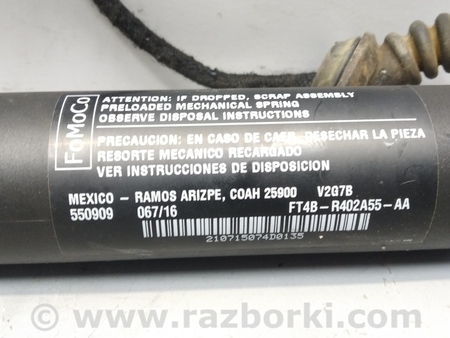 FoMoCo
ATTENTION: IF DROPPED, SCRAP ASSEMBLY
PRELOADED MECHANICAL SPRING
OBSERVE DISPOSAL INSTRUCTIONS
PRECAUCION: EN CASO DE CAER, DESECHAR LA PIEZA
RESORTE MECANICO RECARGADO
VER INSTRUCCIONES DE DISPOSICION
MEXICO - RAMOS ARIZPE, COAH 25900 V2G7B
550909 067/16 FT4B-R402A55-AA
210715074D0135
www.razborki.com